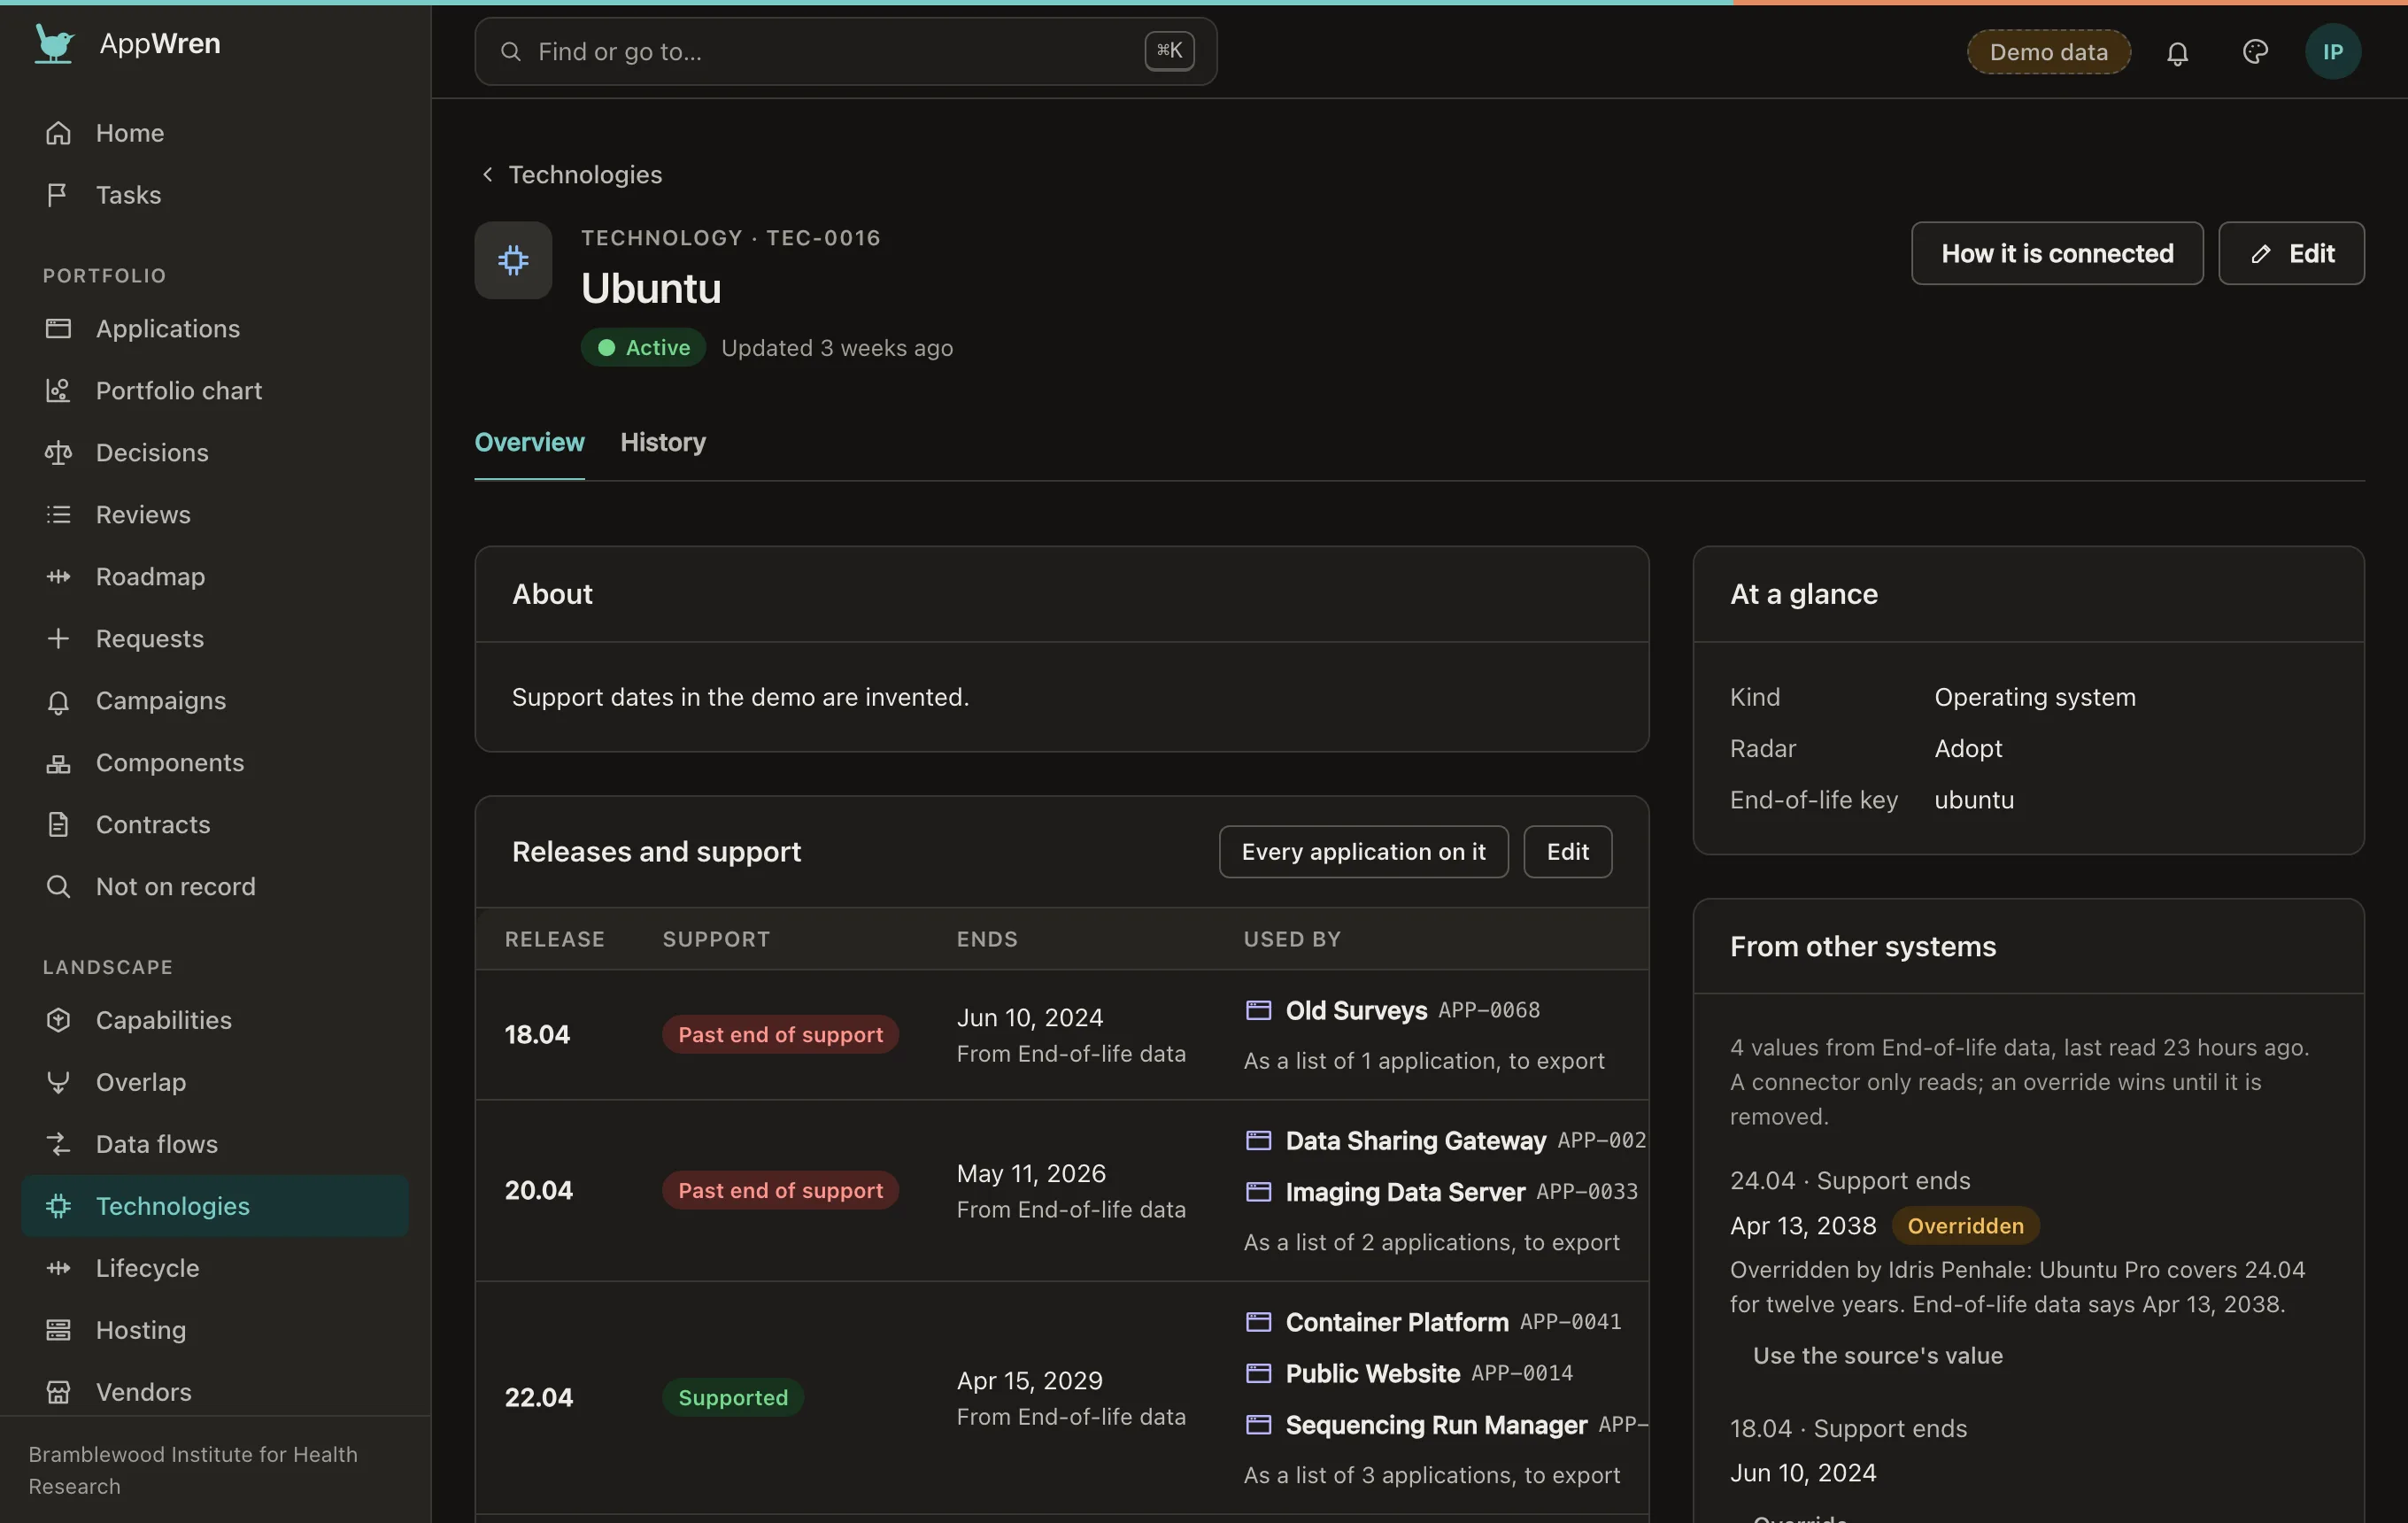 AppWren
Find or go to...
⌘K
Demo data
IP
Home
Tasks
PORTFOLIO
Applications
Portfolio chart
Decisions
Reviews
Roadmap
Requests
Campaigns
Components
Contracts
Not on record
LANDSCAPE
Capabilities
Overlap
Data flows
Technologies
Lifecycle
Hosting
Vendors
Bramblewood Institute for Health
Research
Technologies
TECHNOLOGY · TEC-0016
Ubuntu
Active Updated 3 weeks ago
How it is connected
Edit
Overview History
About
Support dates in the demo are invented.
Releases and support
Every application on it
Edit
RELEASE SUPPORT ENDS USED BY
18.04
Past end of support
Jun 10, 2024
From End-of-life data
Old Surveys APP-0068
As a list of 1 application, to export
20.04
Past end of support
May 11, 2026
From End-of-life data
Data Sharing Gateway APP-002
Imaging Data Server APP-0033
As a list of 2 applications, to export
22.04
Supported
Apr 15, 2029
From End-of-life data
Container Platform APP-0041
Public Website APP-0014
Sequencing Run Manager APP-
As a list of 3 applications, to export
At a glance
Kind Operating system
Radar Adopt
End-of-life key ubuntu
From other systems
4 values from End-of-life data, last read 23 hours ago.
A connector only reads; an override wins until it is
removed.
24.04 · Support ends
Apr 13, 2038 Overridden
Overridden by Idris Penhale: Ubuntu Pro covers 24.04
for twelve years. End-of-life data says Apr 13, 2038.
Use the source's value
18.04 · Support ends
Jun 10, 2024